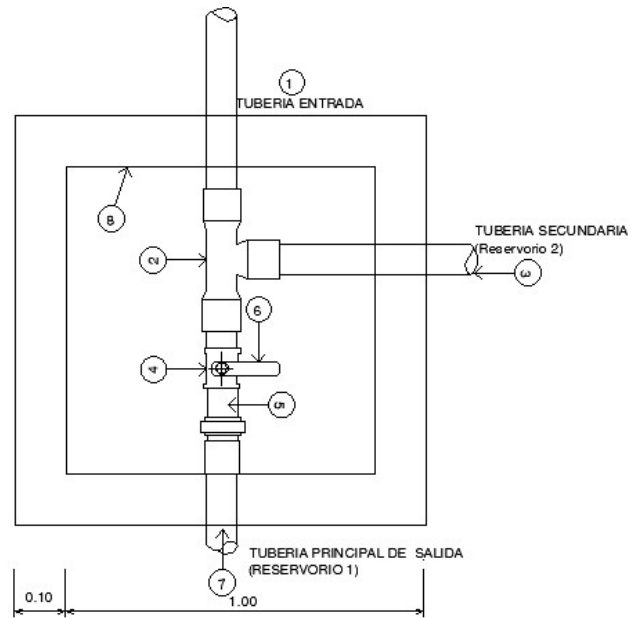 1
TUBERIA ENTRADA
8
TUBERIA SECUNDARIA
(Reservorio 2)
2
3
6
4
5
TUBERIA PRINCIPAL DE SALIDA
(RESERVORIO 1)
7
0.10
1.00